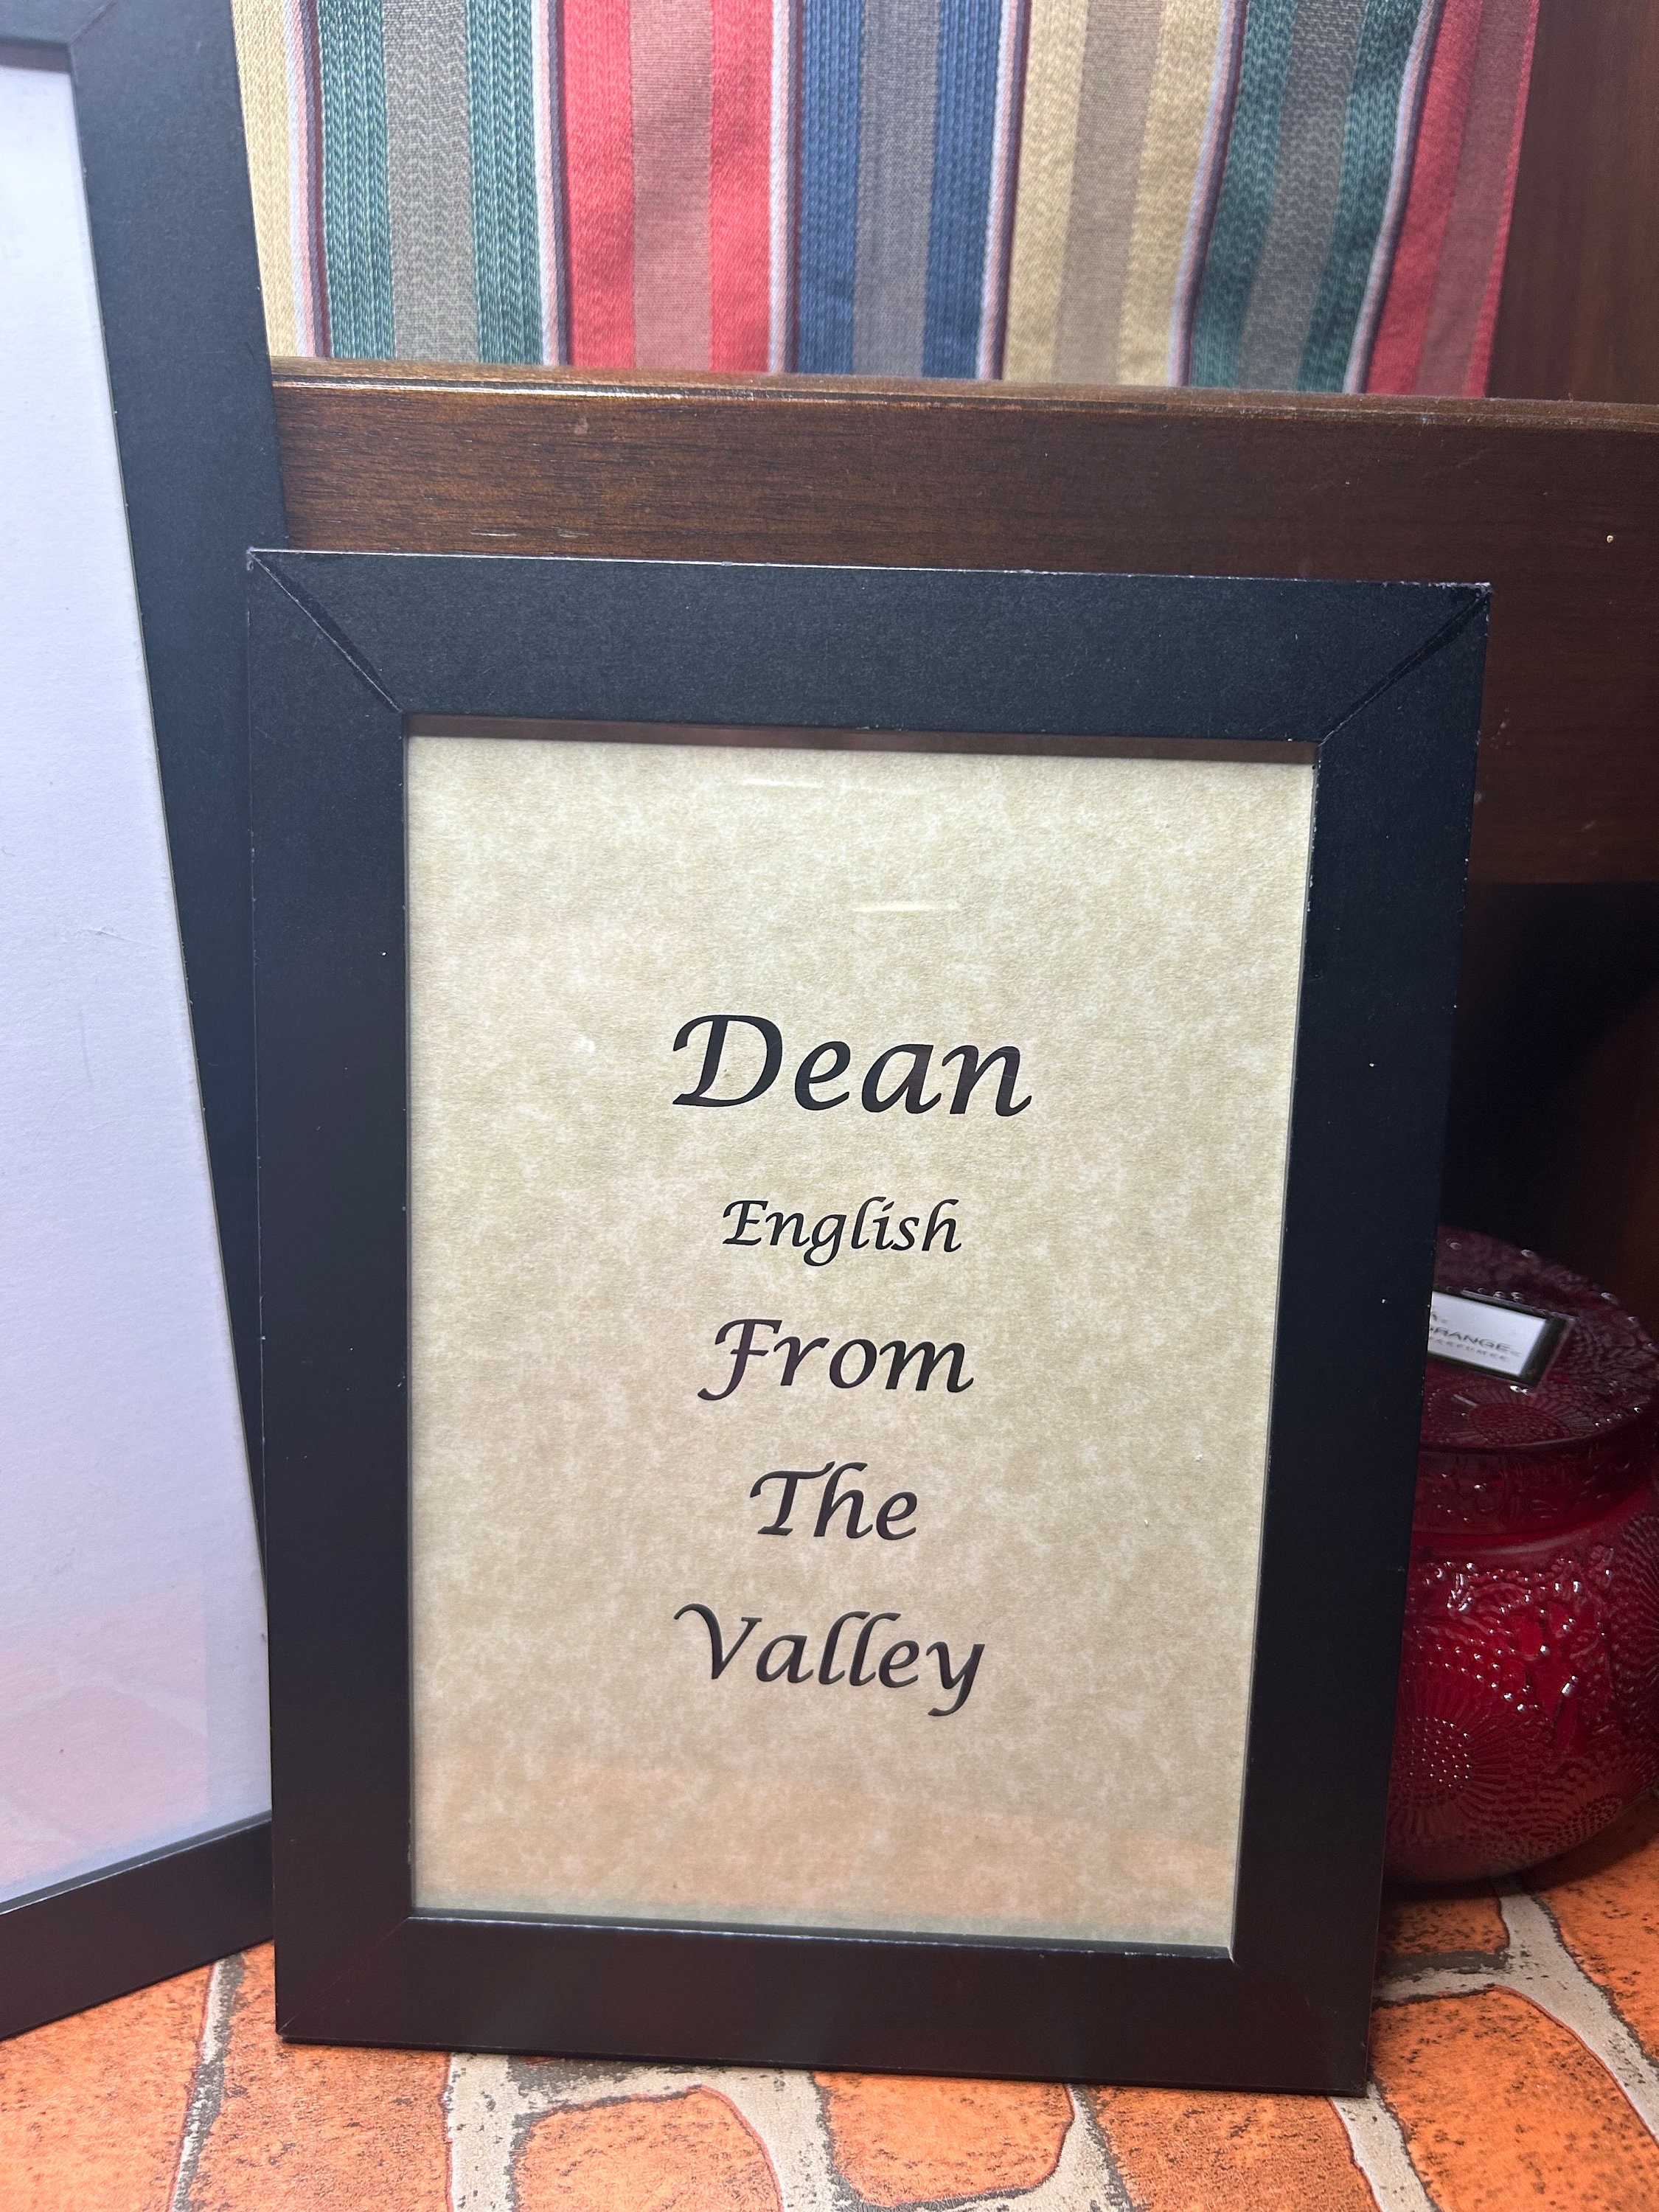 Dean
English
From
The
Valley